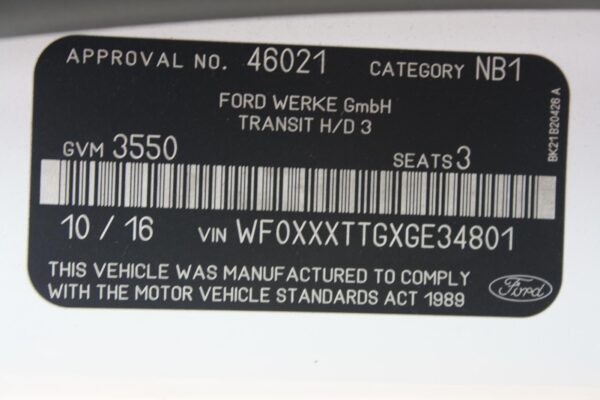 APPROVAL NO. 46021 CATEGORY NB1
FORD WERKE GmbH
TRANSIT H/D 3
GVM 3550 SEATS 3
10 / 16 VIN WF0XXXTTGXGE34801
THIS VEHICLE WAS MANUFACTURED TO COMPLY
WITH THE MOTOR VEHICLE STANDARDS ACT 1989
Ford
BK21B20426 A